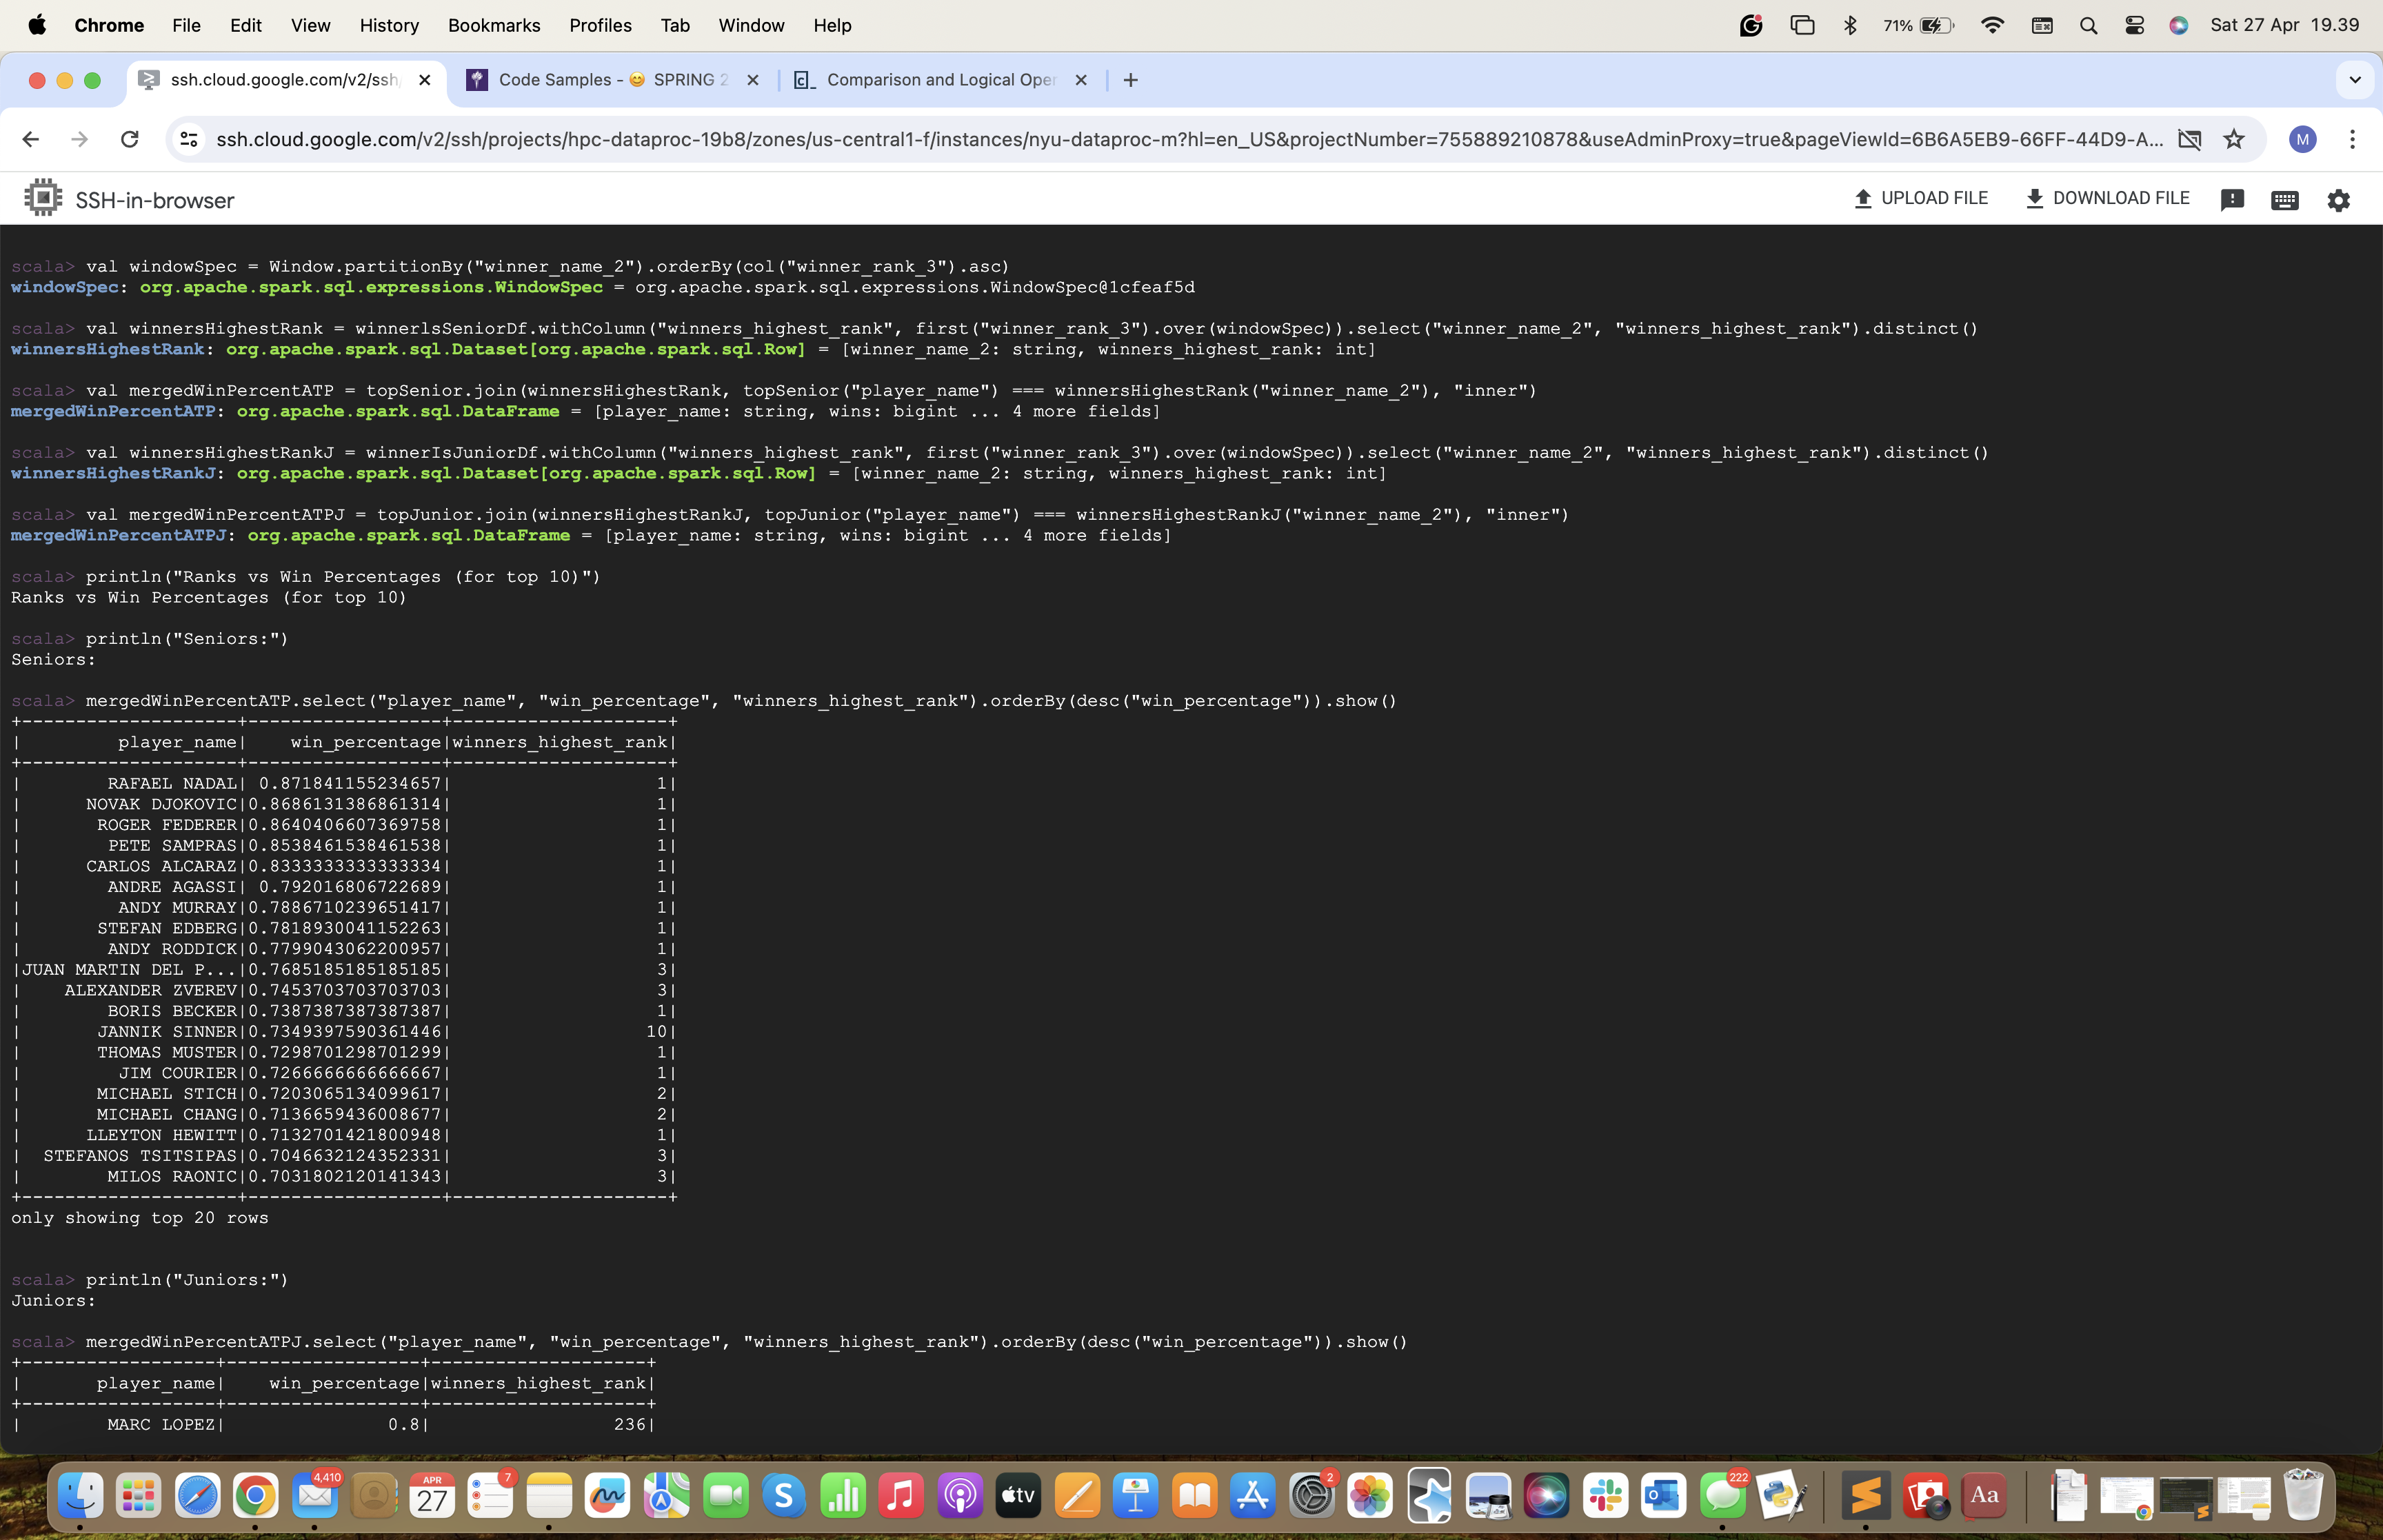 Chrome File Edit View History Bookmarks Profiles Tab Window Help 71% Sat 27 Apr 19.39
ssh.cloud.google.com/v2/ssh Code Samples - 😊 SPRING 2 Comparison and Logical Oper
ssh.cloud.google.com/v2/ssh/projects/hpc-dataproc-19b8/zones/us-central1-f/instances/nyu-dataproc-m?hl=en_US&projectNumber=755889210878&useAdminProxy=true&pageViewId=6B6A5EB9-66FF-44D9-A... M
SSH-in-browser UPLOAD FILE DOWNLOAD FILE
scala> val windowSpec = Window.partitionBy("winner_name_2").orderBy(col("winner_rank_3").asc)
windowSpec: org.apache.spark.sql.expressions.WindowSpec = org.apache.spark.sql.expressions.WindowSpec@1cfeaf5d
scala> val winnersHighestRank = winnerIsSeniorDf.withColumn("winners_highest_rank", first("winner_rank_3").over(windowSpec)).select("winner_name_2", "winners_highest_rank").distinct()
winnersHighestRank: org.apache.spark.sql.Dataset[org.apache.spark.sql.Row] = [winner_name_2: string, winners_highest_rank: int]
scala> val mergedWinPercentATP = topSenior.join(winnersHighestRank, topSenior("player_name") === winnersHighestRank("winner_name_2"), "inner")
mergedWinPercentATP: org.apache.spark.sql.DataFrame = [player_name: string, wins: bigint ... 4 more fields]
scala> val winnersHighestRankJ = winnerIsJuniorDf.withColumn("winners_highest_rank", first("winner_rank_3").over(windowSpec)).select("winner_name_2", "winners_highest_rank").distinct()
winnersHighestRankJ: org.apache.spark.sql.Dataset[org.apache.spark.sql.Row] = [winner_name_2: string, winners_highest_rank: int]
scala> val mergedWinPercentATPJ = topJunior.join(winnersHighestRankJ, topJunior("player_name") === winnersHighestRankJ("winner_name_2"), "inner")
mergedWinPercentATPJ: org.apache.spark.sql.DataFrame = [player_name: string, wins: bigint ... 4 more fields]
scala> println("Ranks vs Win Percentages (for top 10)")
Ranks vs Win Percentages (for top 10)
scala> println("Seniors:")
Seniors:
scala> mergedWinPercentATP.select("player_name", "win_percentage", "winners_highest_rank").orderBy(desc("win_percentage")).show()
+--------------------+------------------+--------------------+
| player_name| win_percentage|winners_highest_rank|
+--------------------+------------------+--------------------+
| RAFAEL NADAL| 0.871841155234657| 1|
| NOVAK DJOKOVIC|0.8686131386861314| 1|
| ROGER FEDERER|0.8640406607369758| 1|
| PETE SAMPRAS|0.8538461538461538| 1|
| CARLOS ALCARAZ|0.8333333333333334| 1|
| ANDRE AGASSI| 0.792016806722689| 1|
| ANDY MURRAY|0.7886710239651417| 1|
| STEFAN EDBERG|0.7818930041152263| 1|
| ANDY RODDICK|0.7799043062200957| 1|
|JUAN MARTIN DEL P...|0.7685185185185185| 3|
| ALEXANDER ZVEREV|0.7453703703703703| 3|
| BORIS BECKER|0.7387387387387387| 1|
| JANNIK SINNER|0.7349397590361446| 10|
| THOMAS MUSTER|0.7298701298701299| 1|
| JIM COURIER|0.7266666666666667| 1|
| MICHAEL STICH|0.7203065134099617| 2|
| MICHAEL CHANG|0.7136659436008677| 2|
| LLEYTON HEWITT|0.7132701421800948| 1|
| STEFANOS TSITSIPAS|0.7046632124352331| 3|
| MILOS RAONIC|0.7031802120141343| 3|
+--------------------+------------------+--------------------+
only showing top 20 rows
scala> println("Juniors:")
Juniors:
scala> mergedWinPercentATPJ.select("player_name", "win_percentage", "winners_highest_rank").orderBy(desc("win_percentage")).show()
+------------------+------------------+--------------------+
| player_name| win_percentage|winners_highest_rank|
+------------------+------------------+--------------------+
| MARC LOPEZ| 0.8| 236|
4,410 APR 27 7 tv 2 222 Aa